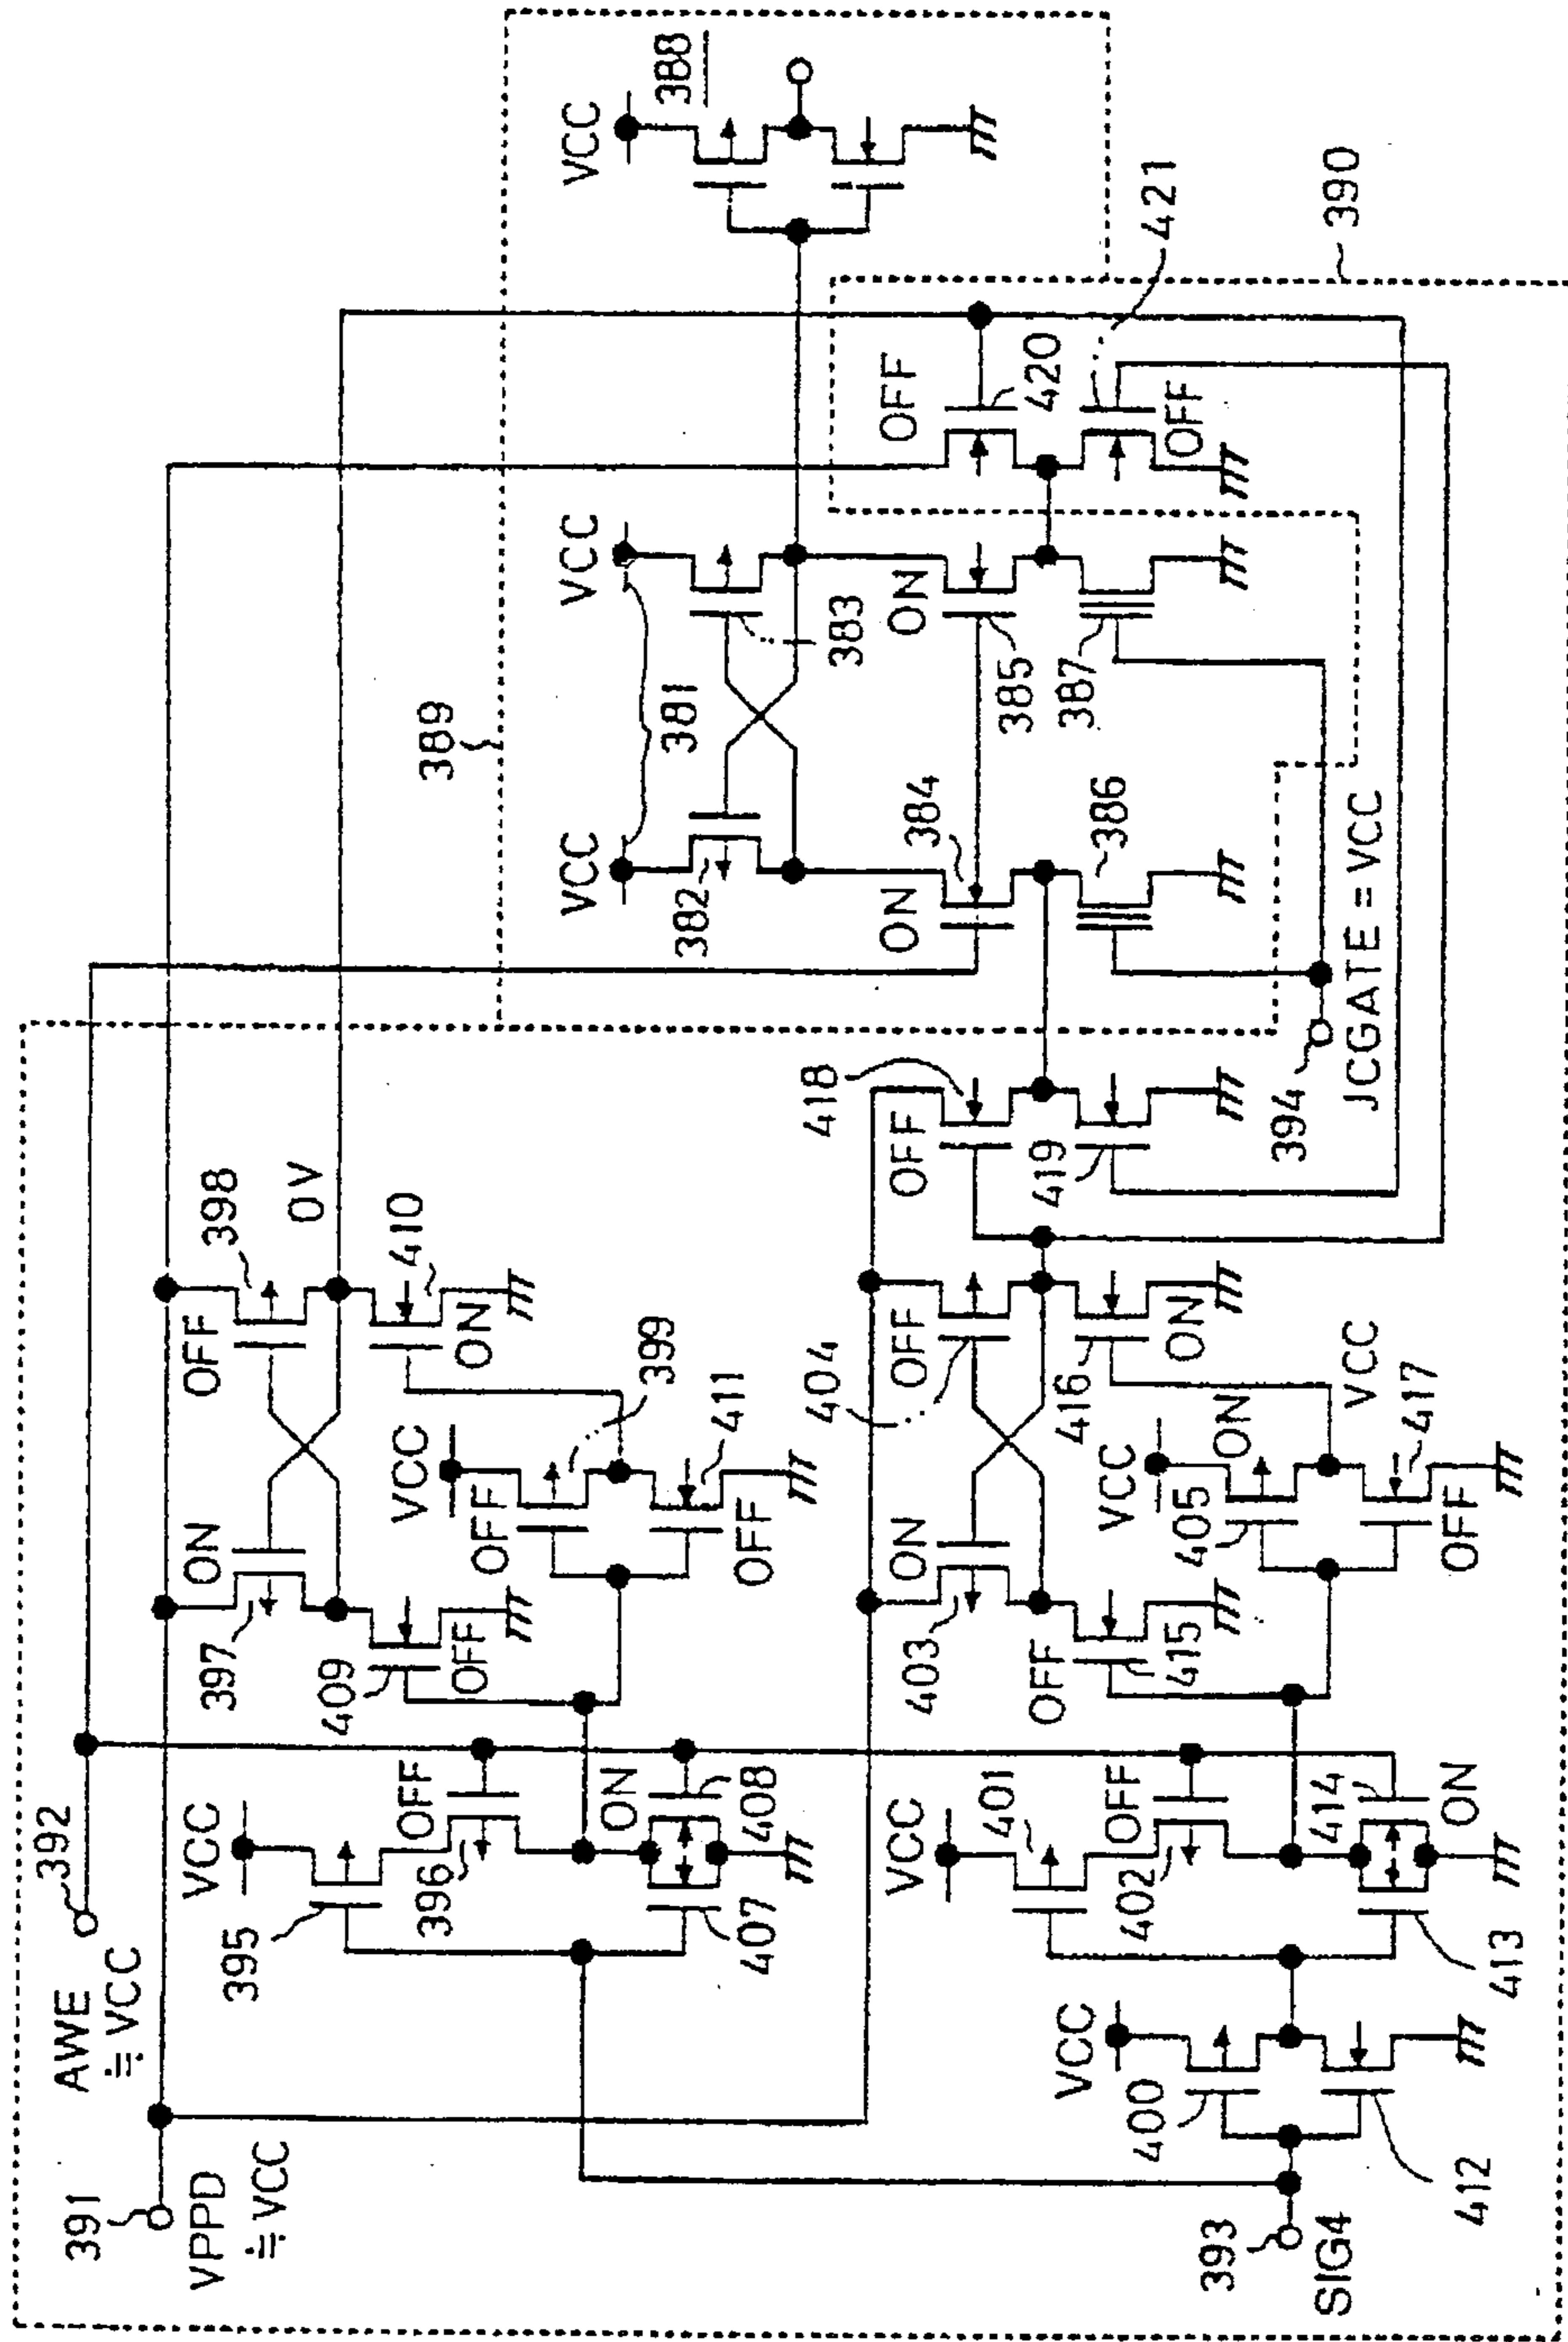 391
VPPD
≒VCC
AWE
≒VCC
392
VCC
395
396
OFF
ON
408
407
397
ON
409
OFF
OFF
398
0V
410
ON
VCC
OFF
399
411
OFF
393
SIG4
VCC
400
412
VCC
401
402
OFF
414
ON
413
403
ON
OFF
415
404
OFF
416
ON
VCC
405
ON
VCC
417
OFF
418
OFF
419
394
JCGATE=VCC
389
VCC
VCC
381
382
383
384
ON
ON
385
386
387
OFF
420
421
OFF
VCC
388
390